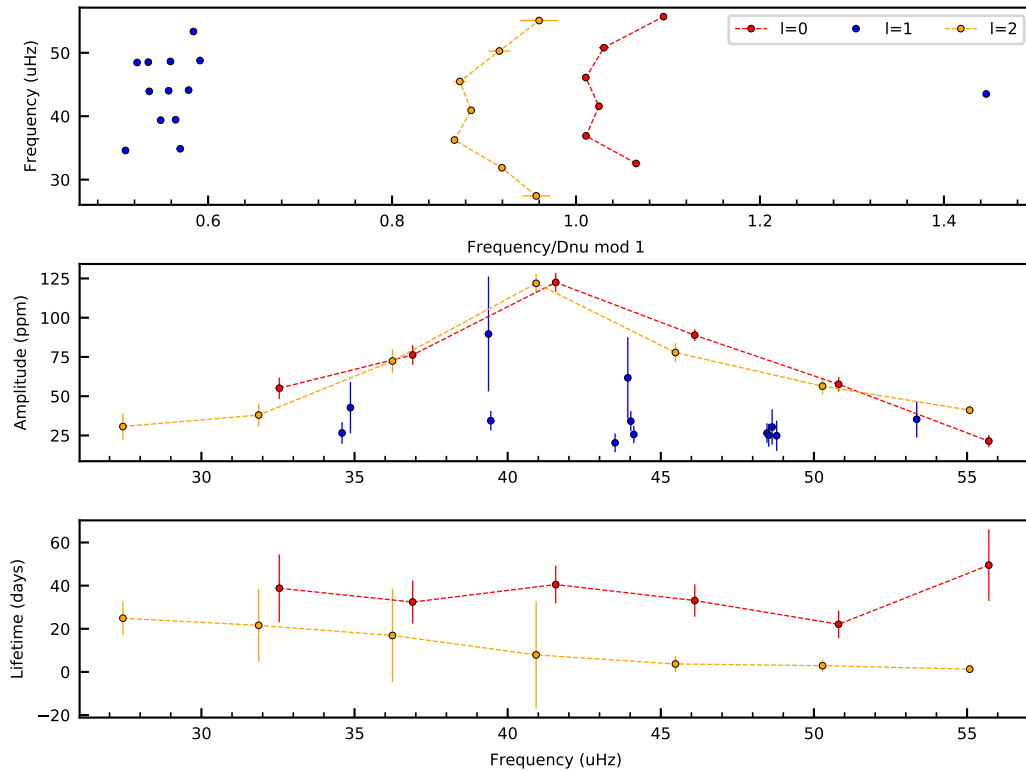 l=0 l=1 l=2
Frequency (uHz)
50
40
30
0.6 0.8 1.0 1.2 1.4
Frequency/Dnu mod 1
Amplitude (ppm)
125
100
75
50
25
30 35 40 45 50 55
Lifetime (days)
60
40
20
0
−20
30 35 40 45 50 55
Frequency (uHz)